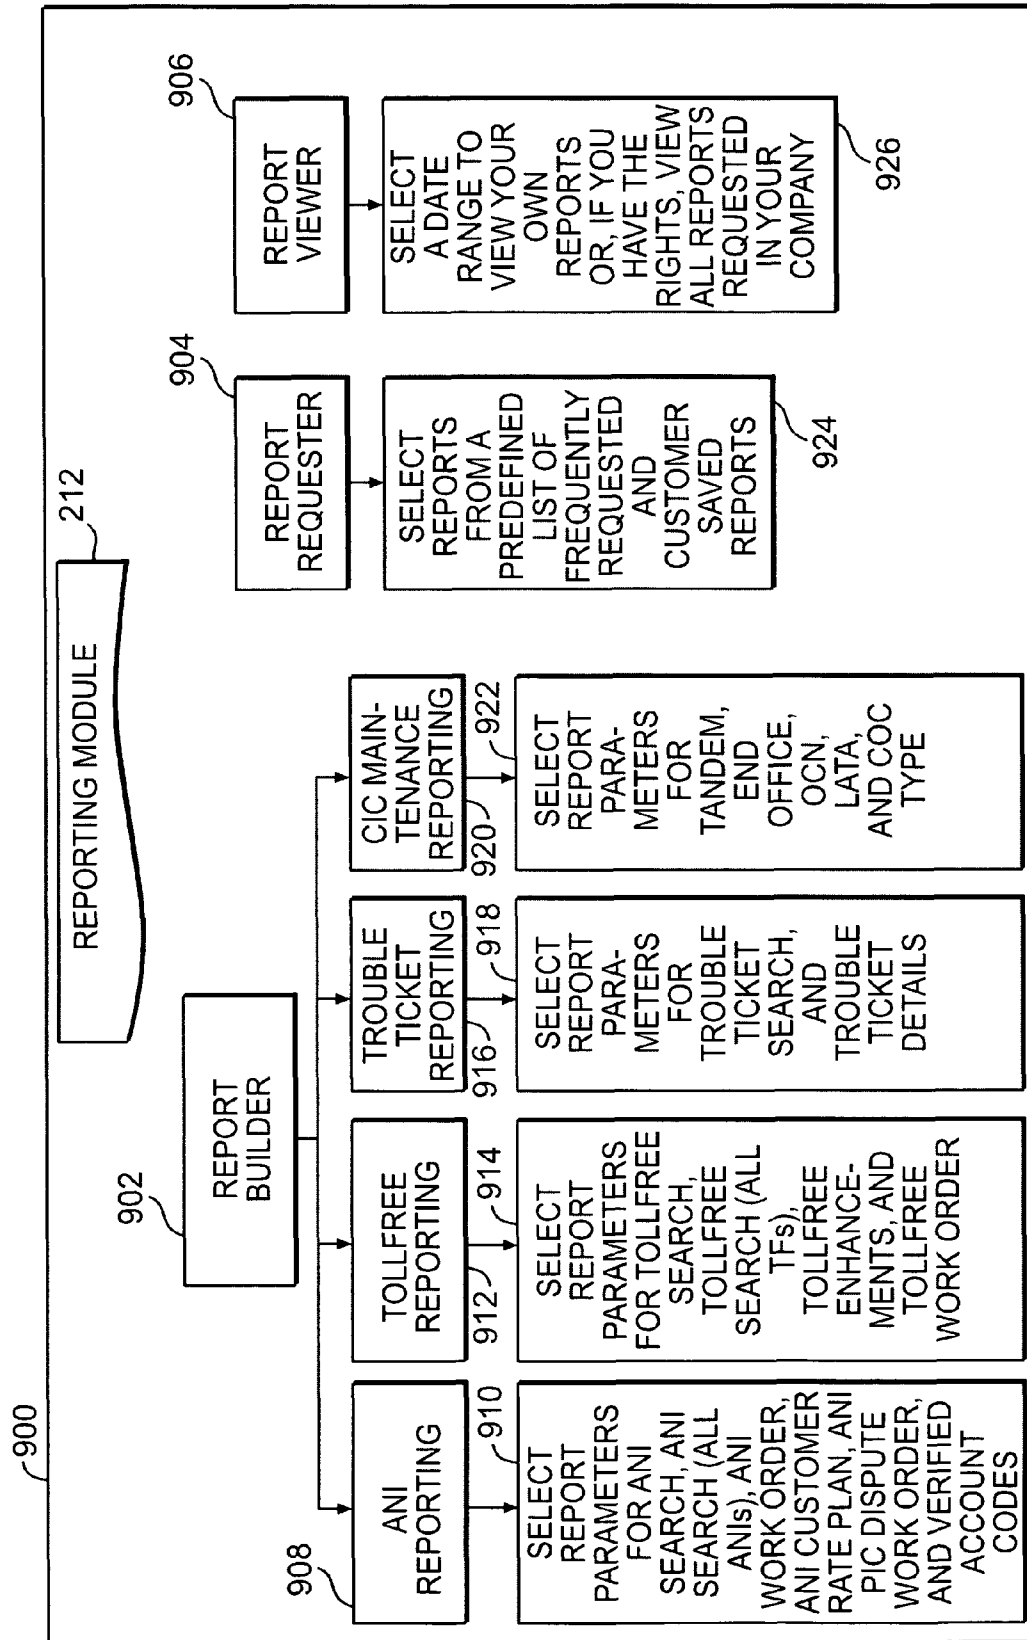 900
REPORTING MODULE
212
902
REPORT
BUILDER
904
REPORT
REQUESTER
906
REPORT
VIEWER
908
ANI
REPORTING
910
SELECT
REPORT
PARAMETERS
FOR ANI
SEARCH, ANI
SEARCH (ALL
ANIs), ANI
WORK ORDER,
ANI CUSTOMER
RATE PLAN, ANI
PIC DISPUTE
WORK ORDER,
AND VERIFIED
ACCOUNT
CODES
TOLLFREE
REPORTING
912
914
SELECT
REPORT
PARAMETERS
FOR TOLLFREE
SEARCH,
TOLLFREE
SEARCH (ALL
TFs),
TOLLFREE
ENHANCE-
MENTS, AND
TOLLFREE
WORK ORDER
TROUBLE
TICKET
REPORTING
916
918
SELECT
REPORT
PARA-
METERS
FOR
TROUBLE
TICKET
SEARCH,
AND
TROUBLE
TICKET
DETAILS
CIC MAIN-
TENANCE
REPORTING
920
922
SELECT
REPORT
PARA-
METERS
FOR
TANDEM,
END
OFFICE,
OCN,
LATA,
AND COC
TYPE
SELECT
REPORTS
FROM A
PREDEFINED
LIST OF
FREQUENTLY
REQUESTED
AND
CUSTOMER
SAVED
REPORTS
924
SELECT
A DATE
RANGE TO
VIEW YOUR
OWN
REPORTS
OR, IF YOU
HAVE THE
RIGHTS, VIEW
ALL REPORTS
REQUESTED
IN YOUR
COMPANY
926